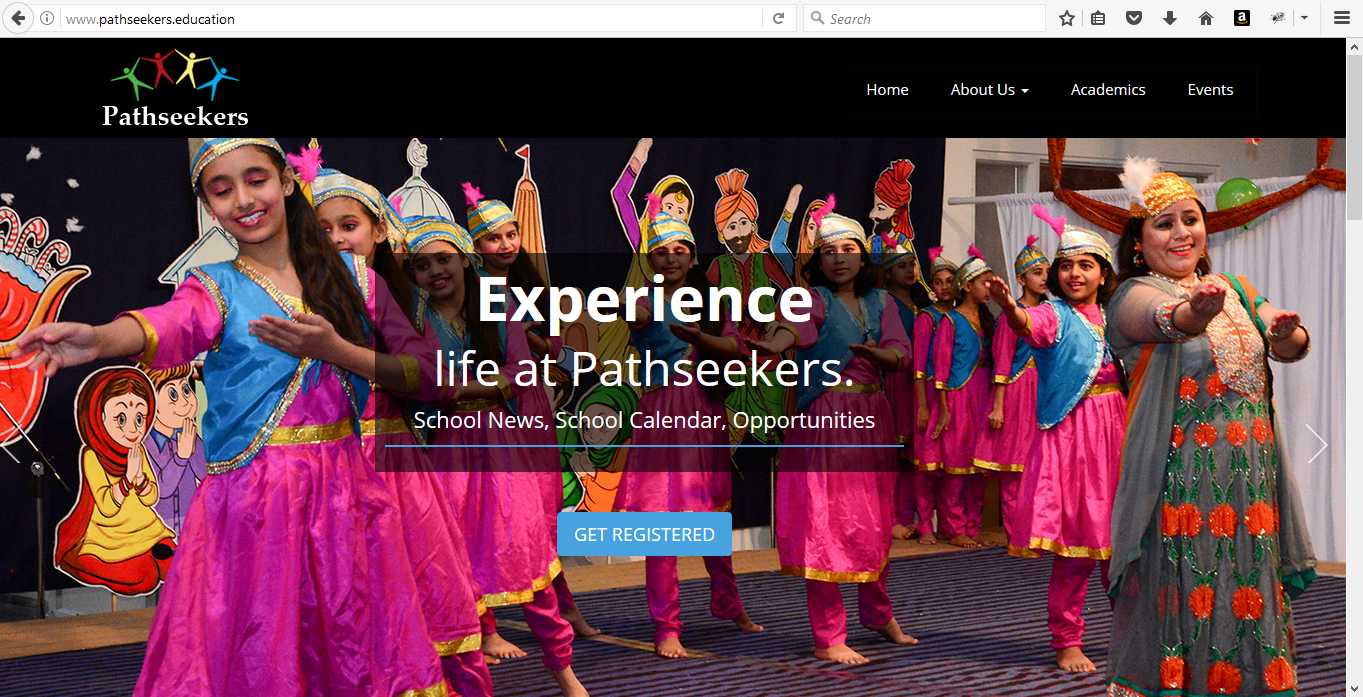 www.pathseekers.education
Search
Pathseekers
Home
About Us
Academics
Events
Experience
life at Pathseekers.
School News, School Calendar, Opportunities
GET REGISTERED